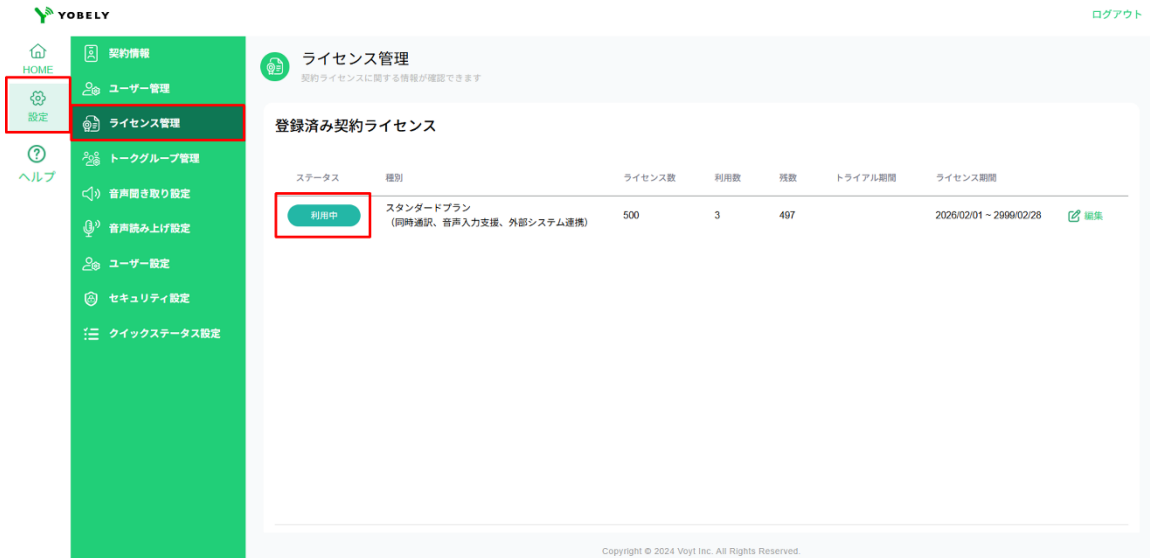 YOBELY
ログアウト
HOME
設定
ヘルプ
契約情報
ユーザー管理
ライセンス管理
トークグループ管理
音声聞き取り設定
音声読み上げ設定
ユーザー設定
セキュリティ設定
クイックステータス設定
ライセンス管理
契約ライセンスに関する情報が確認できます
登録済み契約ライセンス
ステータス 種別 ライセンス数 利用数 残数 トライアル期間 ライセンス期間
利用中 スタンダードプラン
（同時通訳、音声入力支援、外部システム連携） 500 3 497 2026/02/01 ~ 2999/02/28 編集
Copyright © 2024 Voyt Inc. All Rights Reserved.